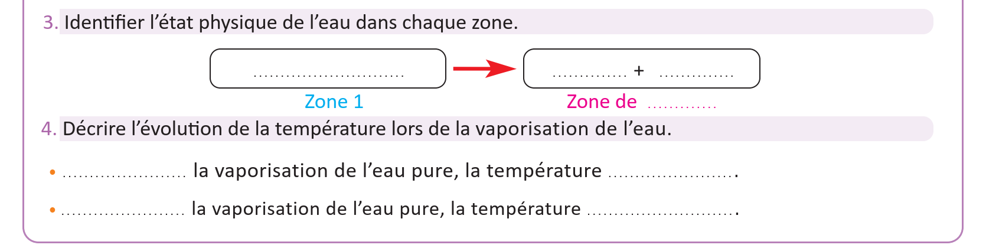 3. Identifier l’état physique de l’eau dans chaque zone.
............................ .............. + ..............
Zone 1 Zone de .............
4. Décrire l’évolution de la température lors de la vaporisation de l’eau.
• ....................... la vaporisation de l’eau pure, la température .......................
• ....................... la vaporisation de l’eau pure, la température ............................